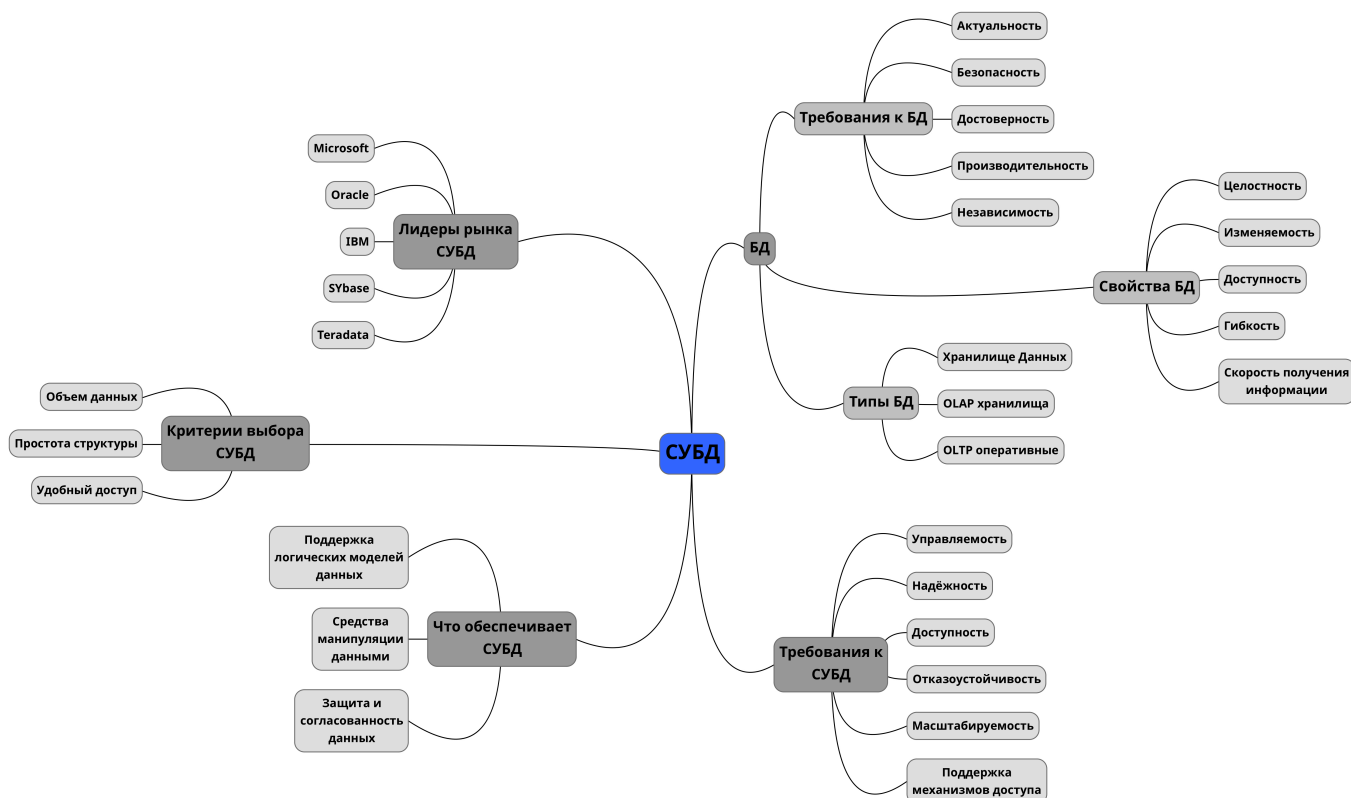 СУБД
БД
Требования к БД
Актуальность
Безопасность
Достоверность
Производительность
Независимость
Свойства БД
Целостность
Изменяемость
Доступность
Гибкость
Скорость получения
информации
Типы БД
Хранилище Данных
OLAP хранилища
OLTP оперативные
Требования к
СУБД
Управляемость
Надёжность
Доступность
Отказоустойчивость
Масштабируемость
Поддержка
механизмов доступа
Лидеры рынка
СУБД
Microsoft
Oracle
IBM
SYbase
Teradata
Критерии выбора
СУБД
Объем данных
Простота структуры
Удобный доступ
Что обеспечивает
СУБД
Поддержка
логических моделей
данных
Средства
манипуляции
данными
Защита и
согласованность
данных